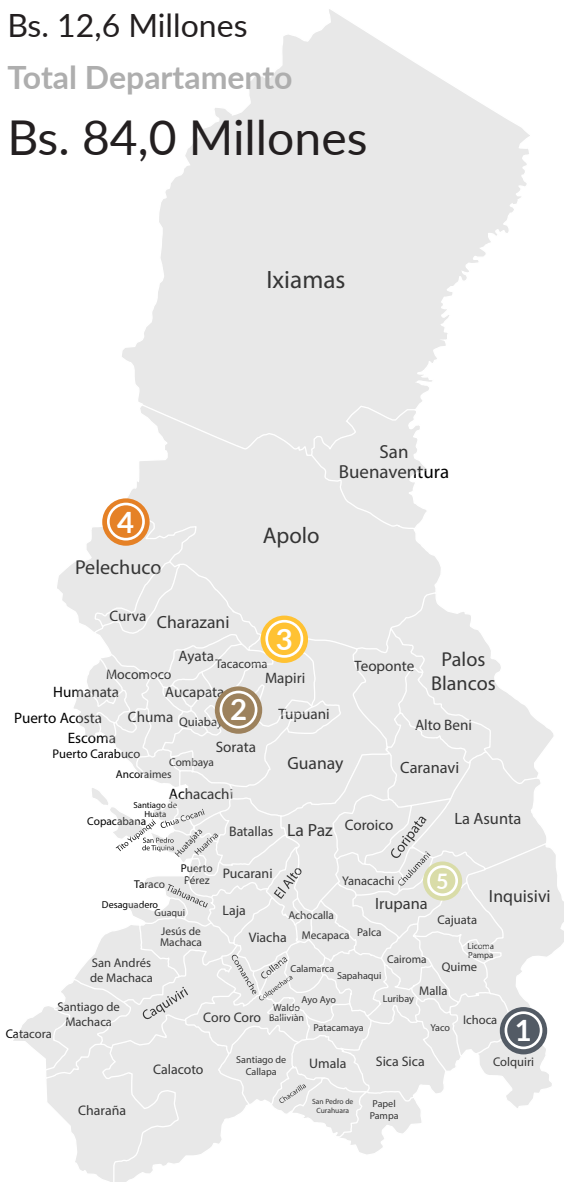 Bs. 12,6 Millones
Total Departamento
Bs. 84,0 Millones
Ixiamas
San
Buenaventura
4
Apolo
Pelechuco
Curva
Charazani
3
Ayata
Tacacoma
Teoponte
Palos
Blancos
Mocomoco
Mapiri
Humanata
Aucapata
2
Puerto Acosta
Chuma
Quiabay
Tupuani
Alto Beni
Escoma
Sorata
Puerto Carabuco
Combaya
Guanay
Caranavi
Ancoraimes
Achacachi
Santiago de
Huata
Copacabana
Tito Yupanqui
Chua Cocani
San Pedro
de Tiquina
Huatajata
Huarina
Batallas
La Paz
Coroico
Coripata
La Asunta
Puerto
Pérez
Pucarani
El Alto
Yanacachi
Chulumani
5
Taraco
Tiahuanacu
Irupana
Inquisivi
Desaguadero
Guaqui
Laja
Achocalla
Cajuata
Jesús de
Machaca
Viacha
Mecapaca
Palca
Licoma
Pampa
San Andrés
de Machaca
Comanche
Collana
Calamarca
Sapahaqui
Cairoma
Quime
Colquechaca
Caquiviri
Ayo Ayo
Luribay
Malla
Santiago de
Machaca
Coro Coro
Waldo
Balliviàn
Patacamaya
Yaco
Ichoca
1
Catacora
Colquiri
Calacoto
Santiago de
Callapa
Umala
Sica Sica
Chacarilla
Charaña
San Pedro de
Curahuara
Papel
Pampa